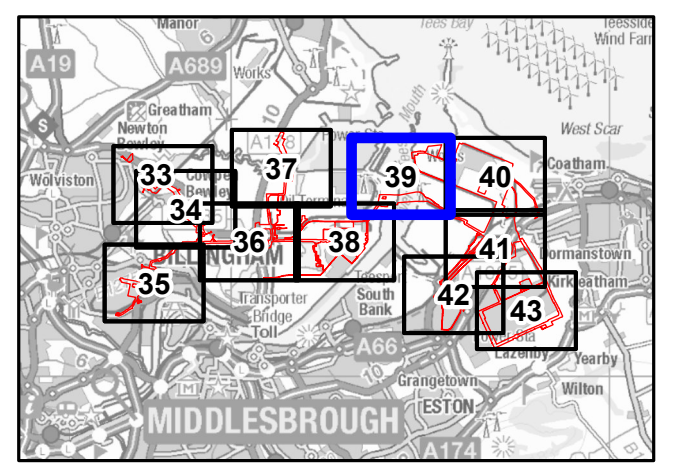 Manor
Tees Bay
Teesside
Wind Farm
A19
A689
Works
Greatham
Newton
Bewley
West Scar
Coatham
Wolviston
33
34
35
36
37
38
39
40
41
42
43
Dormanstown
Kirkleatham
Teesport
South
Bank
Transporter
Bridge
Toll
BILLINGHAM
A66
10
Lazenby
Yearby
Grangetown
Wilton
ESTON
MIDDLESBROUGH
A174